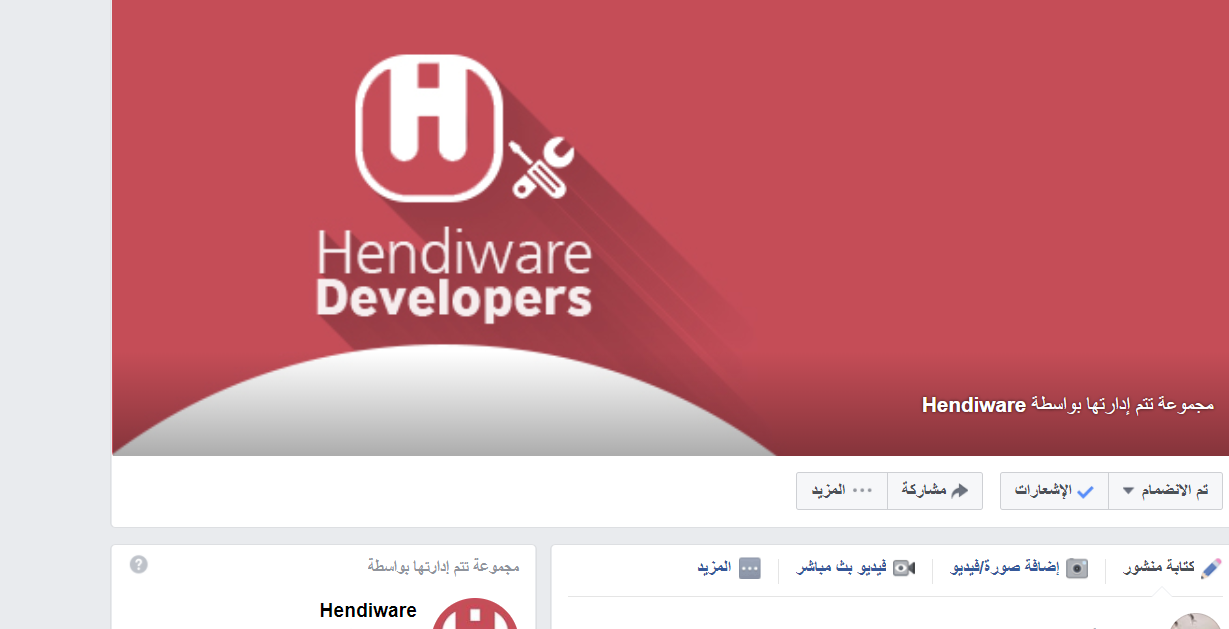 H
Hendiware
Developers
مجموعة تتم إدارتها بواسطة Hendiware
تم الانضمام
الإشعارات
مشاركة
المزيد
كتابة منشور
إضافة صورة/فيديو
فيديو بث مباشر
المزيد
مجموعة تتم إدارتها بواسطة
?
Hendiware